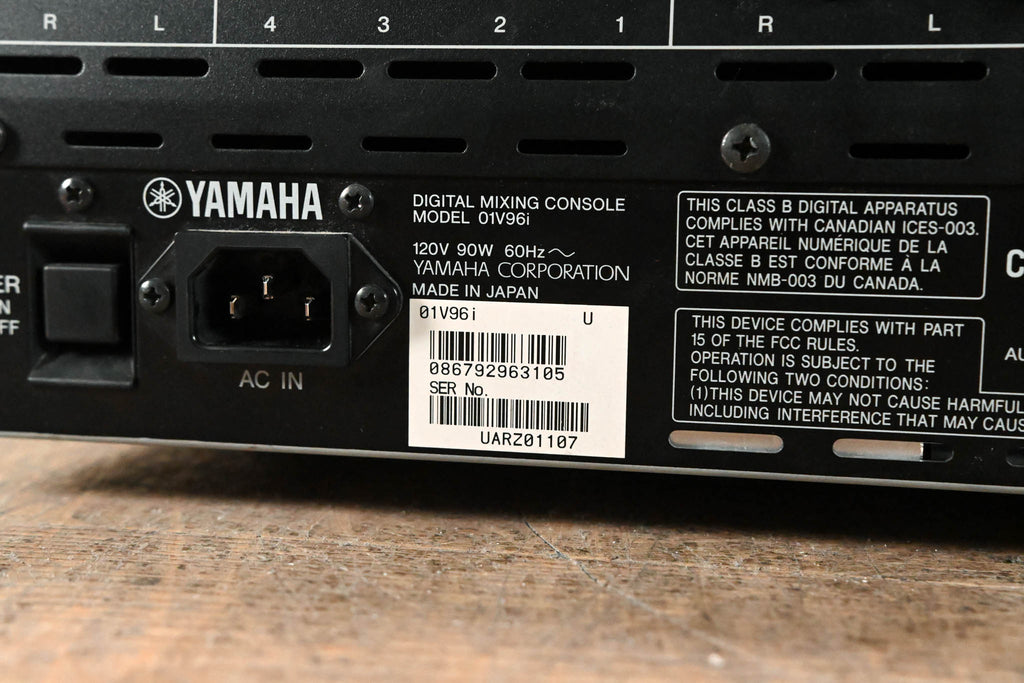 R L 4 3 2 1 R L
YAMAHA
DIGITAL MIXING CONSOLE
MODEL 01V96i
120V 90W 60Hz～
YAMAHA CORPORATION
MADE IN JAPAN
01V96i U
086792963105
SER No.
UARZ01107
AC IN
THIS CLASS B DIGITAL APPARATUS
COMPLIES WITH CANADIAN ICES-003.
CET APPAREIL NUMÉRIQUE DE LA
CLASSE B EST CONFORME À LA
NORME NMB-003 DU CANADA.
THIS DEVICE COMPLIES WITH PART
15 OF THE FCC RULES.
OPERATION IS SUBJECT TO THE
FOLLOWING TWO CONDITIONS:
(1)THIS DEVICE MAY NOT CAUSE HARMFUL
INCLUDING INTERFERENCE THAT MAY